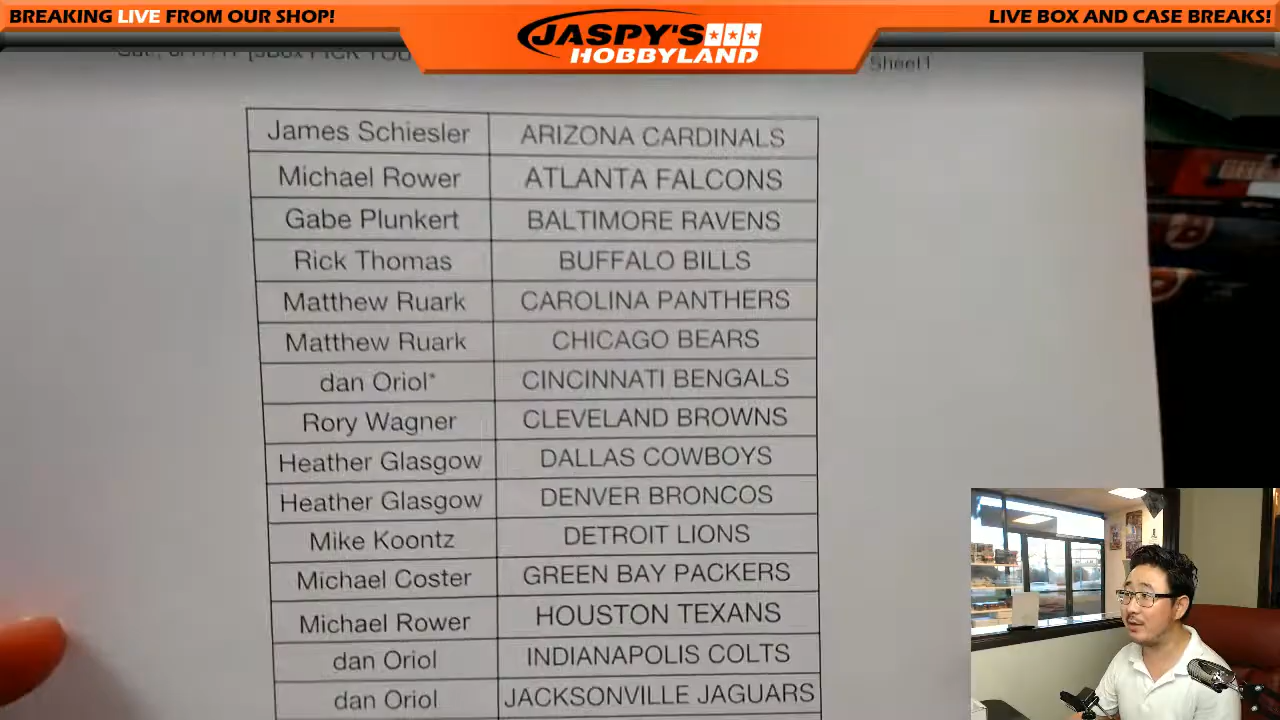 BREAKING LIVE FROM OUR SHOP!
JASPY'S
HOBBYLAND
LIVE BOX AND CASE BREAKS!
Sheet1
James Schiesler ARIZONA CARDINALS
Michael Rower ATLANTA FALCONS
Gabe Plunkert BALTIMORE RAVENS
Rick Thomas BUFFALO BILLS
Matthew Ruark CAROLINA PANTHERS
Matthew Ruark CHICAGO BEARS
dan Oriol* CINCINNATI BENGALS
Rory Wagner CLEVELAND BROWNS
Heather Glasgow DALLAS COWBOYS
Heather Glasgow DENVER BRONCOS
Mike Koontz DETROIT LIONS
Michael Coster GREEN BAY PACKERS
Michael Rower HOUSTON TEXANS
dan Oriol INDIANAPOLIS COLTS
dan Oriol JACKSONVILLE JAGUARS